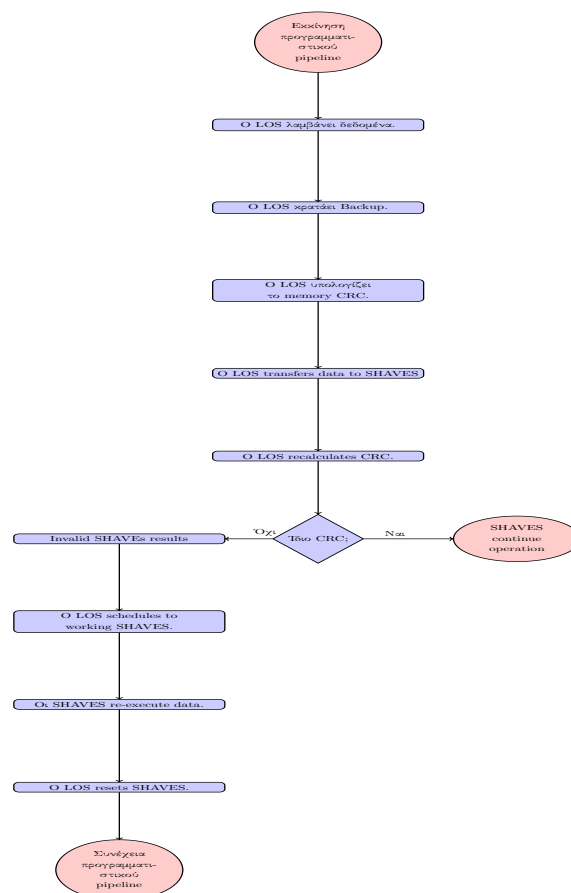 Εκκίνηση
προγραμματι-
στικού
pipeline
Ο LOS λαμβάνει δεδομένα.
Ο LOS κρατάει Backup.
Ο LOS υπολογίζει
το memory CRC.
Ο LOS transfers data to SHAVES
Ο LOS recalculates CRC.
Ίδιο CRC;
Όχι
Ναι
Invalid SHAVEs results
SHAVES
continue
operation
Ο LOS schedules to
working SHAVES.
Οι SHAVES re-execute data.
Ο LOS resets SHAVES.
Συνέχεια
προγραμματι-
στικού
pipeline